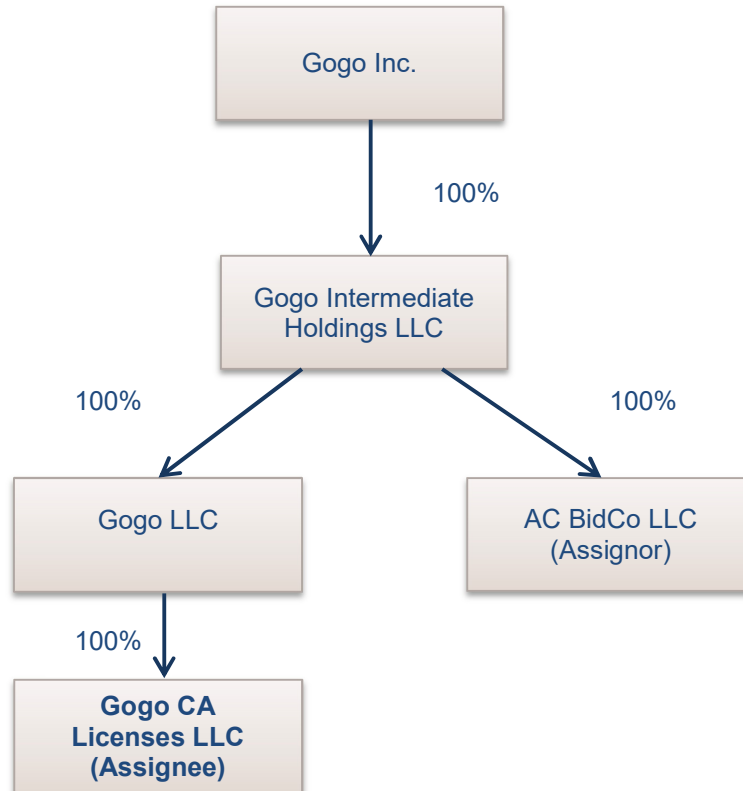 Gogo Inc.
100%
Gogo Intermediate
Holdings LLC
100%
100%
Gogo LLC
AC BidCo LLC
(Assignor)
100%
Gogo CA
Licenses LLC
(Assignee)